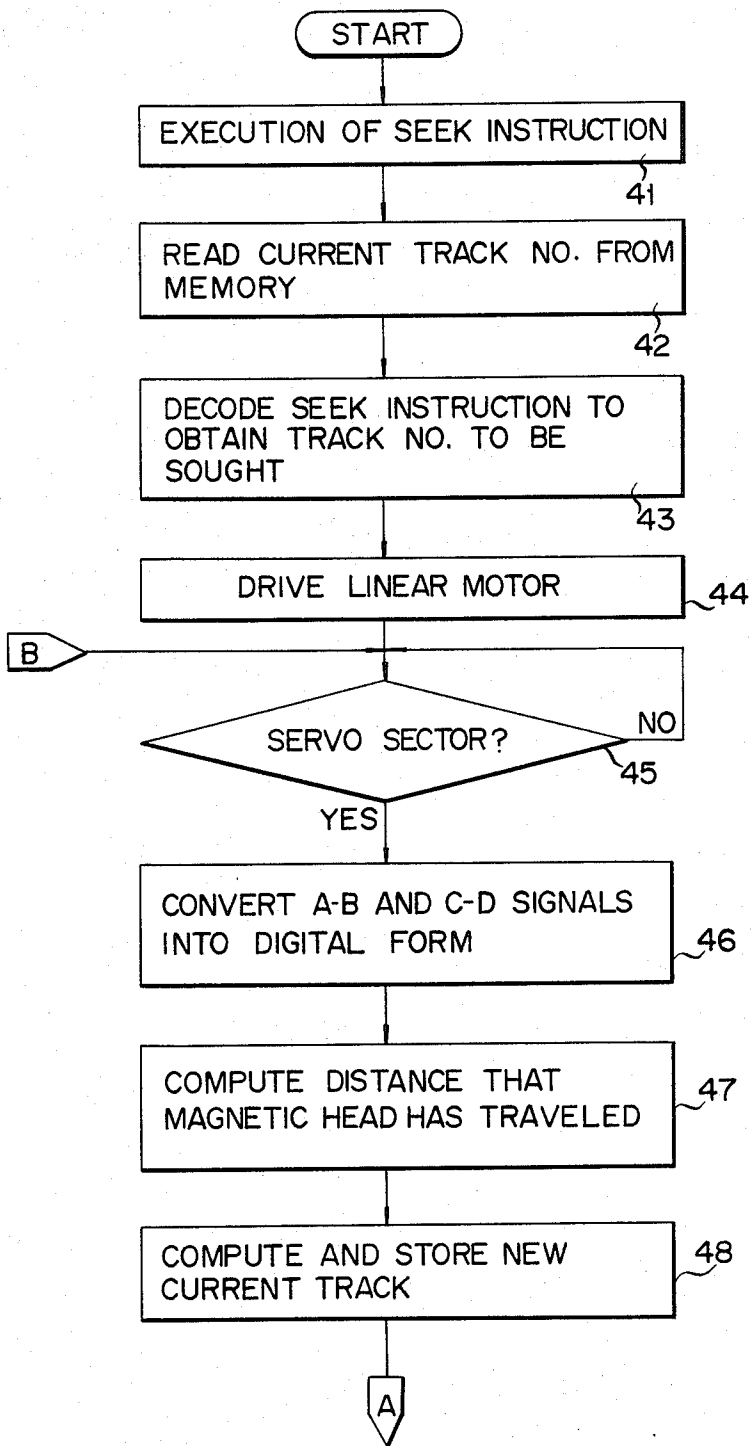 START
EXECUTION OF SEEK INSTRUCTION
41
READ CURRENT TRACK NO. FROM
MEMORY
42
DECODE SEEK INSTRUCTION TO
OBTAIN TRACK NO. TO BE
SOUGHT
43
DRIVE LINEAR MOTOR
44
B
SERVO SECTOR?
NO
45
YES
CONVERT A-B AND C-D SIGNALS
INTO DIGITAL FORM
46
COMPUTE DISTANCE THAT
MAGNETIC HEAD HAS TRAVELED
47
COMPUTE AND STORE NEW
CURRENT TRACK
48
A